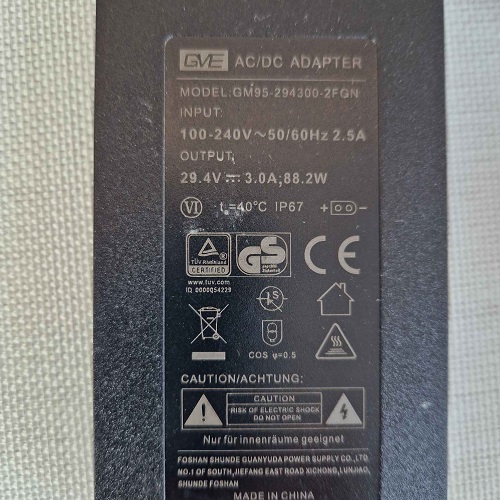 GVE AC/DC ADAPTER
MODEL:GM95-294300-2FGN
INPUT:
100-240V~50/60Hz 2.5A
OUTPUT:
29.4V⎓3.0A;88.2W
VI tₐ=40℃ IP67 + -
TÜV Rheinland
CERTIFIED
GS
CE
www.tuv.com
ID 0000054229
COS φ=0.5
CAUTION/ACHTUNG:
CAUTION
RISK OF ELECTRIC SHOCK
DO NOT OPEN
Nur für innenräume geeignet
FOSHAN SHUNDE GUANYUDA POWER SUPPLY CO.,LTD.
NO.1 OF SOUTH,JIEFANG EAST ROAD XICHONG,LUNJIAO,
SHUNDE FOSHAN
MADE IN CHINA